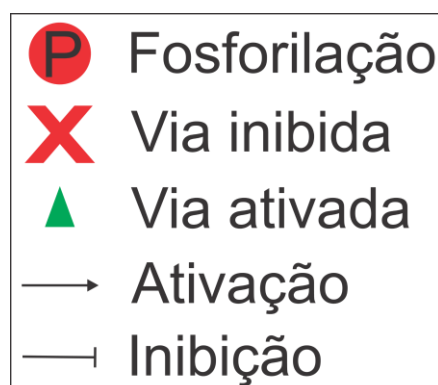 P Fosforilação
Via inibida
Via ativada
Ativação
Inibição